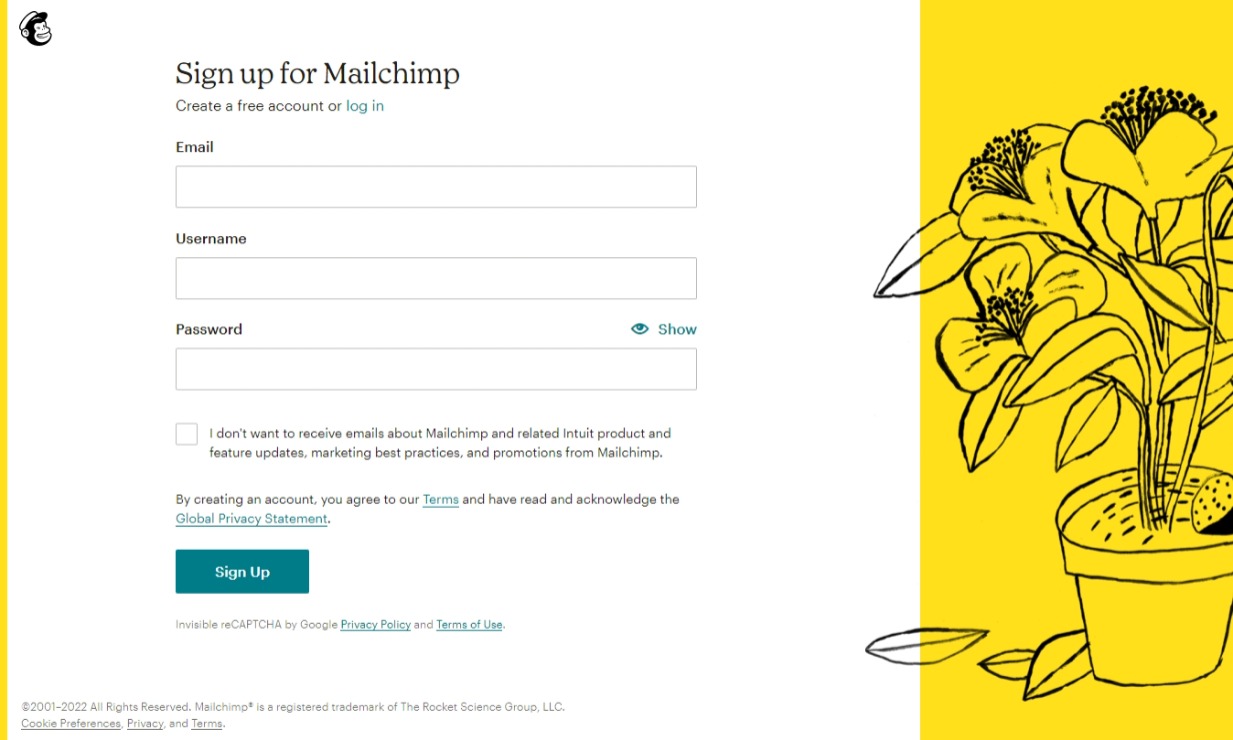 Sign up for Mailchimp
Create a free account or log in
Email
Username
Password
Show
I don't want to receive emails about Mailchimp and related Intuit product and
feature updates, marketing best practices, and promotions from Mailchimp.
By creating an account, you agree to our Terms and have read and acknowledge the
Global Privacy Statement.
Sign Up
Invisible reCAPTCHA by Google Privacy Policy and Terms of Use.
©2001–2022 All Rights Reserved. Mailchimp® is a registered trademark of The Rocket Science Group, LLC.
Cookie Preferences, Privacy, and Terms.